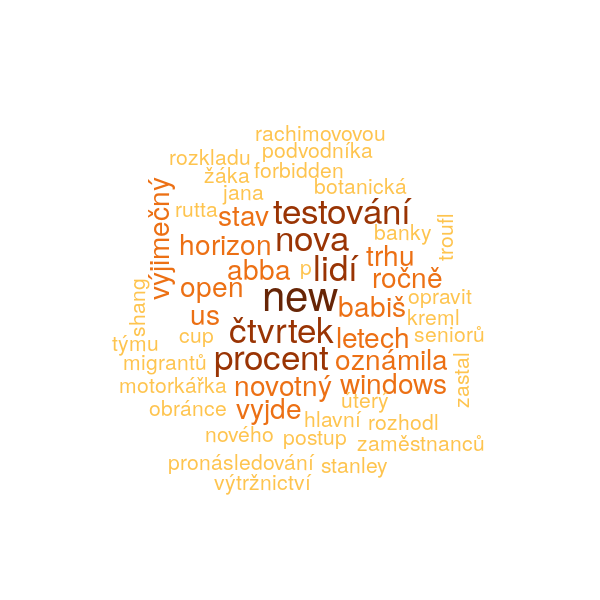 rachimovovou
rozkladu podvodníka
žáka forbidden
jana botanická
výjimečný rutta stav testování banky troufl
horizon nova trhu
abba p lidí ročně
shang open new babiš opravit
us čtvrtek kreml
týmu cup letech seniorů
migrantů procent oznámila zastal
motorkářka novotný windows
obránce vyjde utery
hlavní rozhodl
nového postup zaměstnanců
pronásledování stanley
výtržnictví